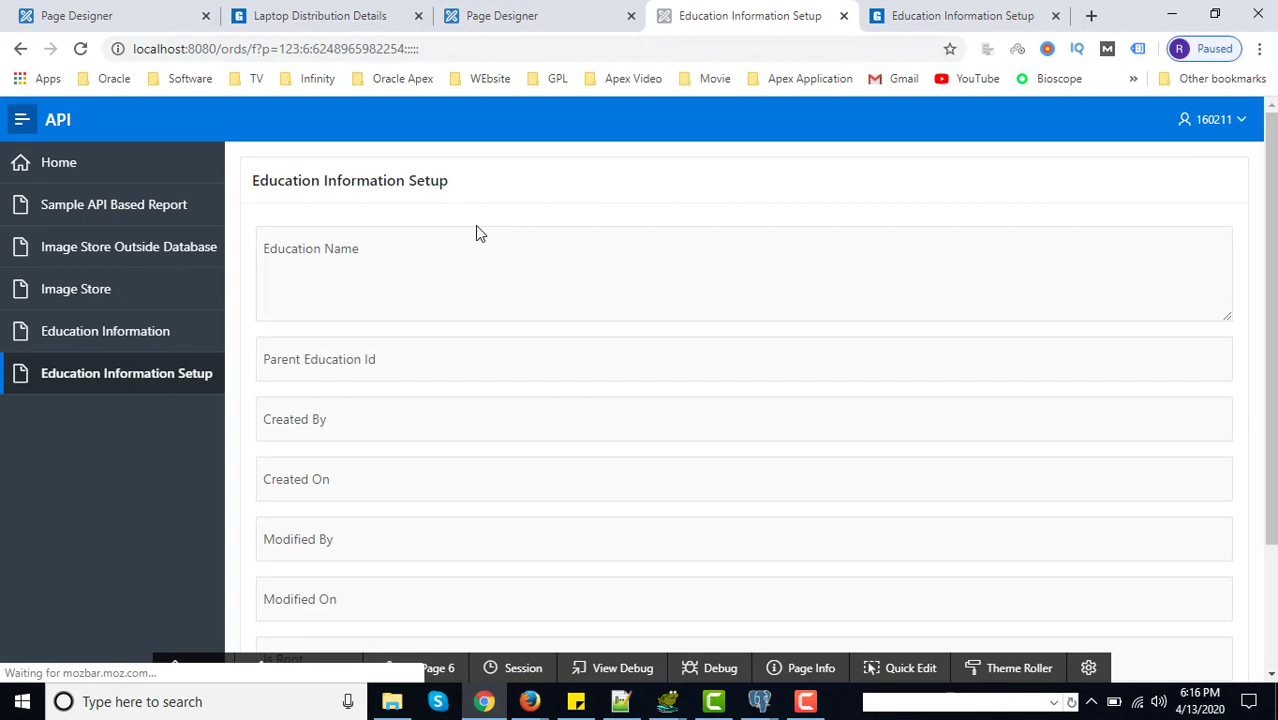 Page Designer
Laptop Distribution Details
Page Designer
Education Information Setup
Education Information Setup
localhost:8080/ords/f?p=123:6:6248965982254:::::
R
Paused
Apps
Oracle
Software
TV
Infinity
Oracle Apex
WEbsite
GPL
Apex Video
Move
Apex Application
Gmail
YouTube
Bioscope
»
Other bookmarks
API
160211
Home
Sample API Based Report
Image Store Outside Database
Image Store
Education Information
Education Information Setup
Education Information Setup
Education Name
Parent Education Id
Created By
Created On
Modified By
Modified On
Is Root
Waiting for mozbar.moz.com...
Page 6
Session
View Debug
Debug
Page Info
Quick Edit
Theme Roller
Type here to search
6:16 PM
4/13/2020